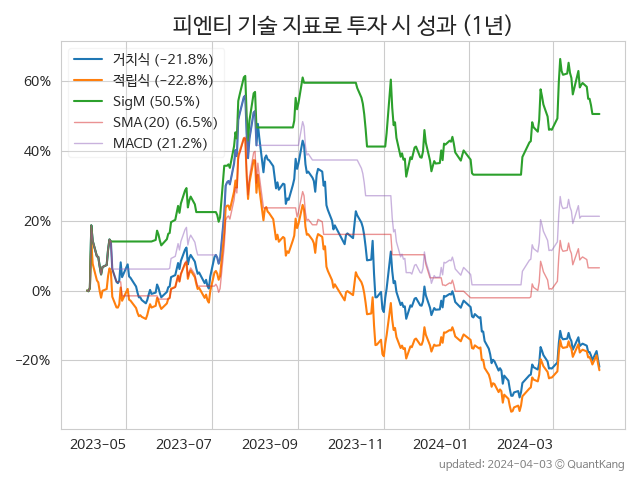 피엔티 기술 지표로 투자 시 성과 (1년)
거치식 (−21.8%)
적립식 (−22.8%)
SigM (50.5%)
SMA(20) (6.5%)
MACD (21.2%)
60%
40%
20%
0%
−20%
2023-05 2023-07 2023-09 2023-11 2024-01 2024-03
updated: 2024-04-03 © QuantKang